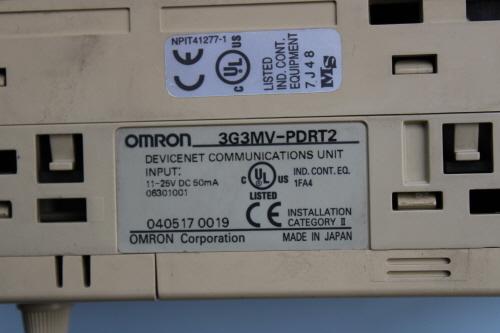 NPIT41277-1
CE
C UL US
LISTED
IND. CONT.
EQUIPMENT
7J48
MS
OMRON 3G3MV-PDRT2
DEVICENET COMMUNICATIONS UNIT
INPUT:
11-25V DC 50mA
06301001
C UL US
LISTED
IND. CONT. EQ.
1FA4
040517 0019
CE
INSTALLATION
CATEGORY II
OMRON Corporation
MADE IN JAPAN